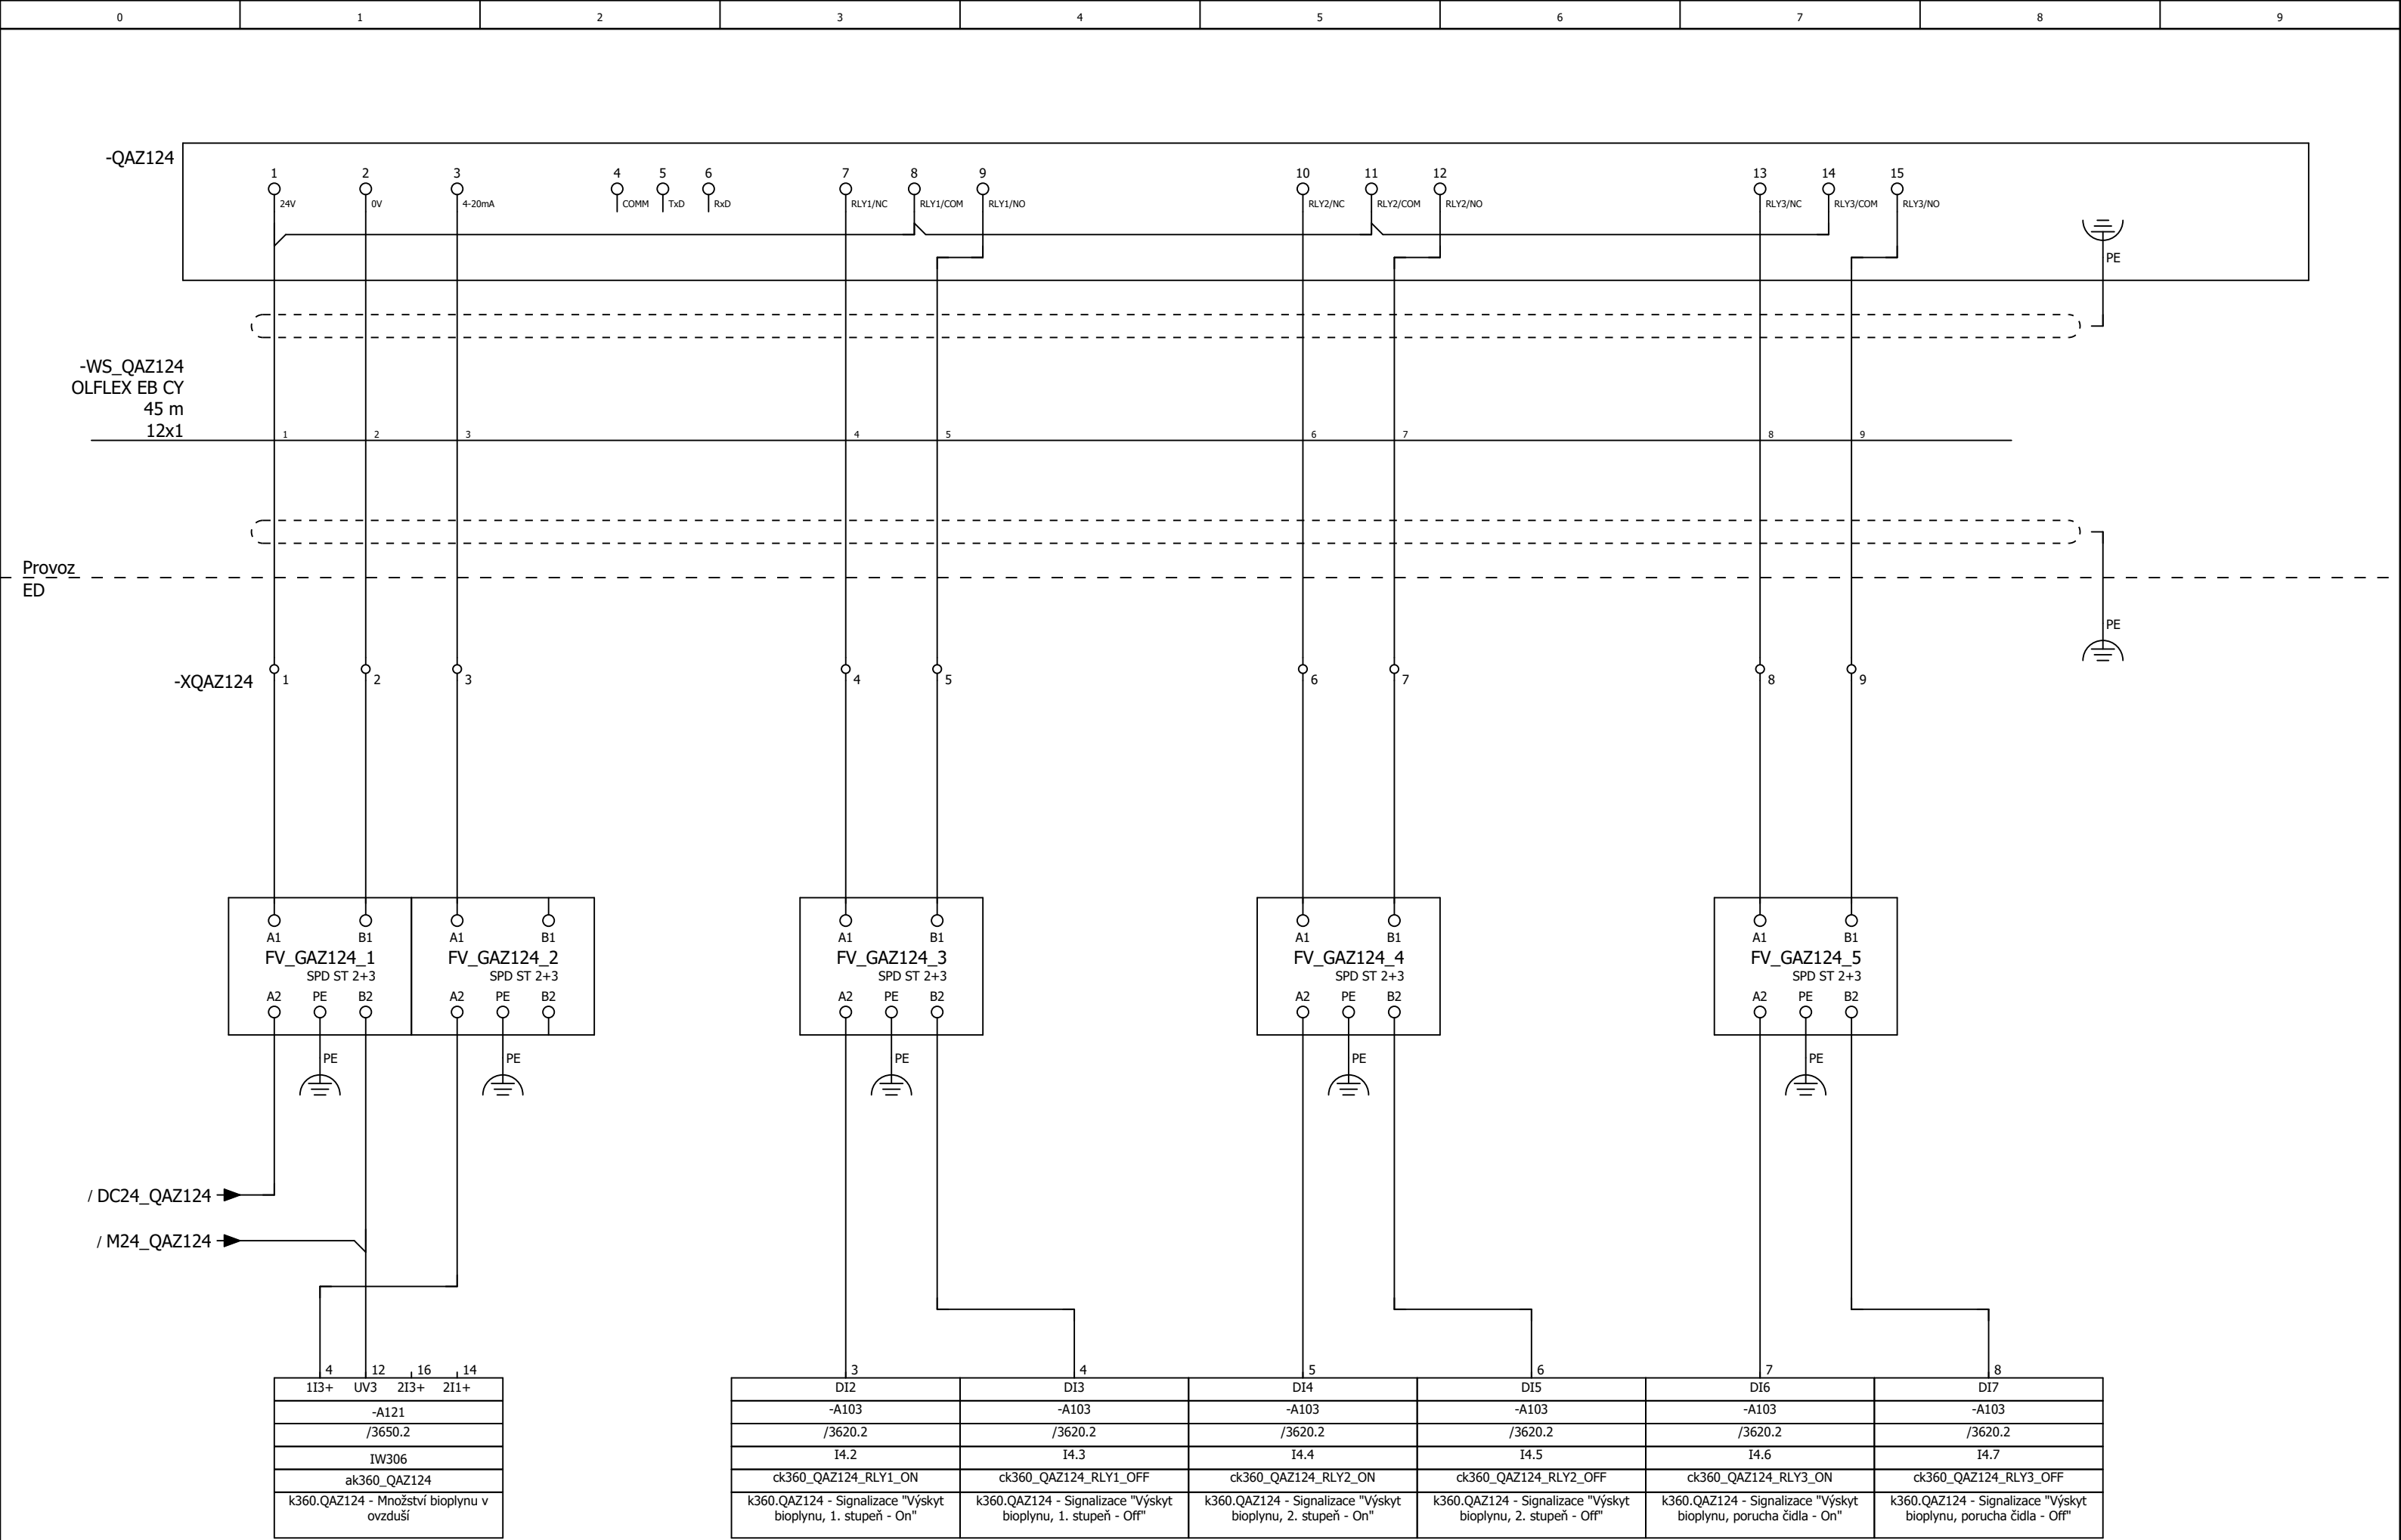 0 1 2 3 4 5 6 7 8 9
-QAZ124
1 2 3 4 5 6 7 8 9 10 11 12 13 14 15
24V 0V 4-20mA COMM TxD RxD RLY1/NC RLY1/COM RLY1/NO RLY2/NC RLY2/COM RLY2/NO RLY3/NC RLY3/COM RLY3/NO
PE
-WS_QAZ124
OLFLEX EB CY
45 m
12x1
1 2 3 4 5 6 7 8 9
Provoz
ED
PE
-XQAZ124 1 2 3 4 5 6 7 8 9
A1 B1 A1 B1 A1 B1 A1 B1 A1 B1
FV_GAZ124_1 FV_GAZ124_2 FV_GAZ124_3 FV_GAZ124_4 FV_GAZ124_5
SPD ST 2+3 SPD ST 2+3 SPD ST 2+3 SPD ST 2+3 SPD ST 2+3
A2 PE B2 A2 PE B2 A2 PE B2 A2 PE B2 A2 PE B2
PE PE PE PE PE
/ DC24_QAZ124
/ M24_QAZ124
4 12 16 14 3 4 5 6 7 8
1I3+ UV3 2I3+ 2I1+ DI2 DI3 DI4 DI5 DI6 DI7
-A121 -A103 -A103 -A103 -A103 -A103 -A103
/3650.2 /3620.2 /3620.2 /3620.2 /3620.2 /3620.2 /3620.2
IW306 I4.2 I4.3 I4.4 I4.5 I4.6 I4.7
ak360_QAZ124 ck360_QAZ124_RLY1_ON ck360_QAZ124_RLY1_OFF ck360_QAZ124_RLY2_ON ck360_QAZ124_RLY2_OFF ck360_QAZ124_RLY3_ON ck360_QAZ124_RLY3_OFF
k360.QAZ124 - Množství bioplynu v
ovzduší
k360.QAZ124 - Signalizace "Výskyt
bioplynu, 1. stupeň - On"
k360.QAZ124 - Signalizace "Výskyt
bioplynu, 1. stupeň - Off"
k360.QAZ124 - Signalizace "Výskyt
bioplynu, 2. stupeň - On"
k360.QAZ124 - Signalizace "Výskyt
bioplynu, 2. stupeň - Off"
k360.QAZ124 - Signalizace "Výskyt
bioplynu, porucha čidla - On"
k360.QAZ124 - Signalizace "Výskyt
bioplynu, porucha čidla - Off"